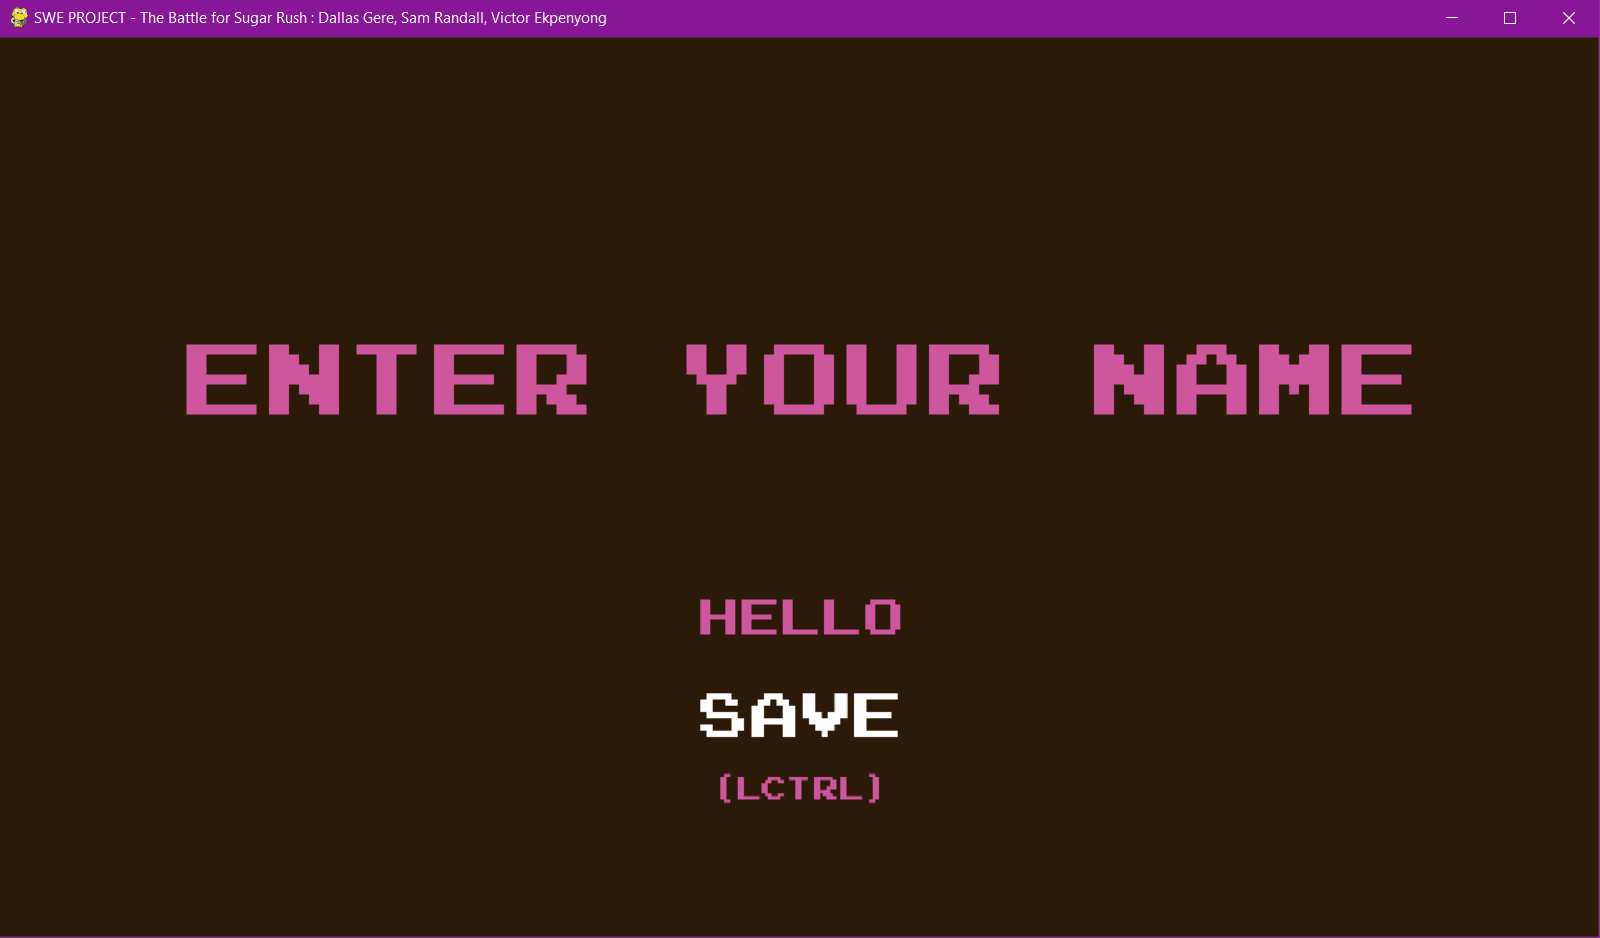 SWE PROJECT - The Battle for Sugar Rush : Dallas Gere, Sam Randall, Victor Ekpenyong
ENTER YOUR NAME
HELLO
SAVE
(LCTRL)